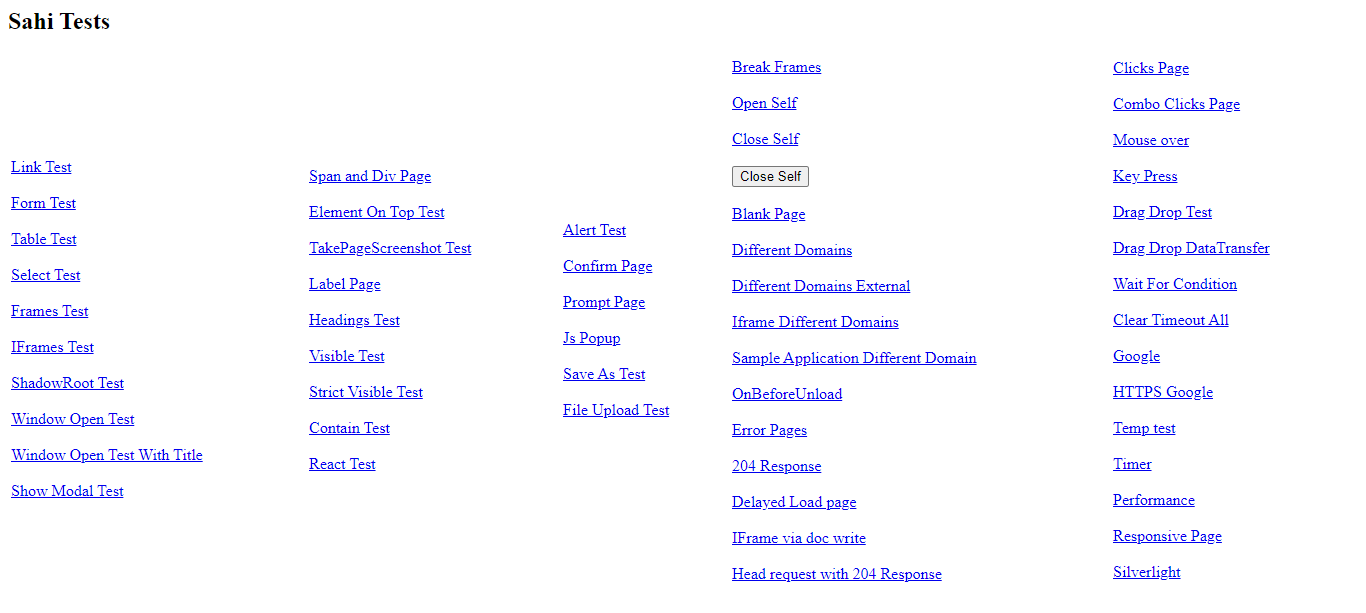 Sahi Tests
Link Test
Form Test
Table Test
Select Test
Frames Test
IFrames Test
ShadowRoot Test
Window Open Test
Window Open Test With Title
Show Modal Test
Span and Div Page
Element On Top Test
TakePageScreenshot Test
Label Page
Headings Test
Visible Test
Strict Visible Test
Contain Test
React Test
Alert Test
Confirm Page
Prompt Page
Js Popup
Save As Test
File Upload Test
Break Frames
Open Self
Close Self
Close Self
Blank Page
Different Domains
Different Domains External
Iframe Different Domains
Sample Application Different Domain
OnBeforeUnload
Error Pages
204 Response
Delayed Load page
IFrame via doc write
Head request with 204 Response
Clicks Page
Combo Clicks Page
Mouse over
Key Press
Drag Drop Test
Drag Drop DataTransfer
Wait For Condition
Clear Timeout All
Google
HTTPS Google
Temp test
Timer
Performance
Responsive Page
Silverlight